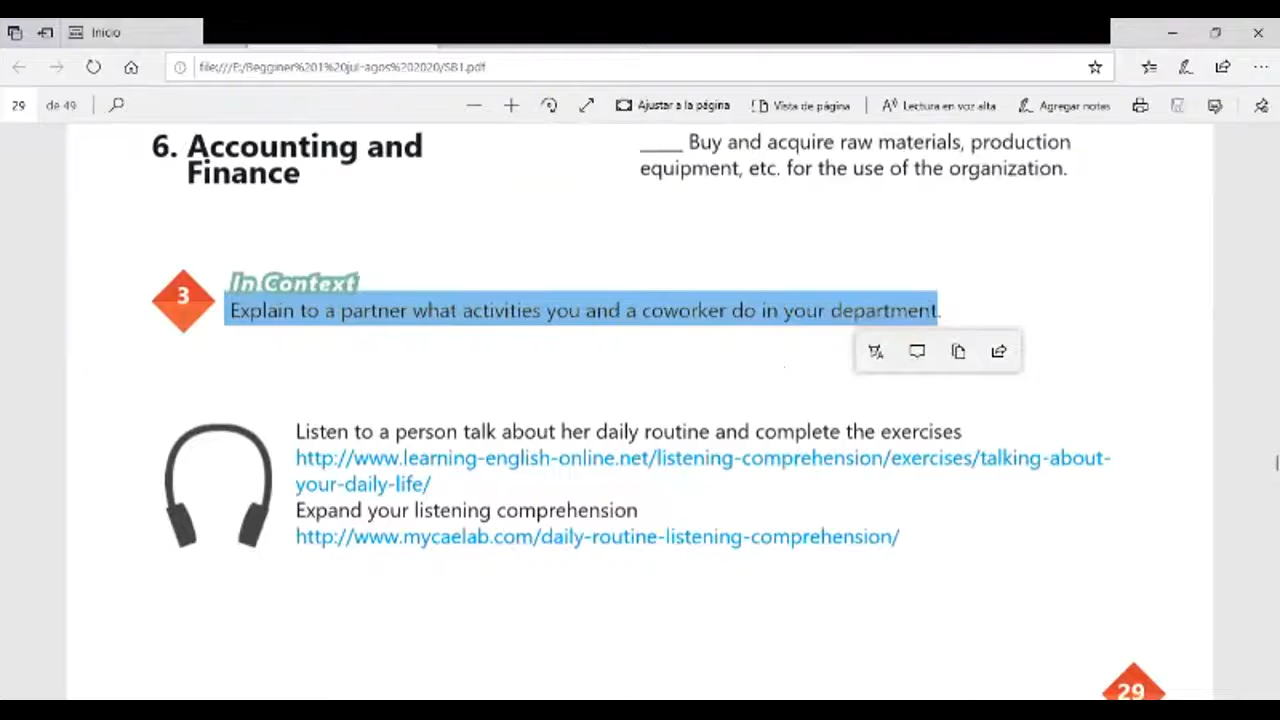 Inicio
file:///E:/Begginer%201%20jul-agos%202020/SB1.pdf
29 de 49
Ajustar a la página
Vista de página
Lectura en voz alta
Agregar notas
6. Accounting and
Finance
____ Buy and acquire raw materials, production
equipment, etc. for the use of the organization.
3
In Context
Explain to a partner what activities you and a coworker do in your department.
Listen to a person talk about her daily routine and complete the exercises
http://www.learning-english-online.net/listening-comprehension/exercises/talking-about-
your-daily-life/
Expand your listening comprehension
http://www.mycaelab.com/daily-routine-listening-comprehension/
29